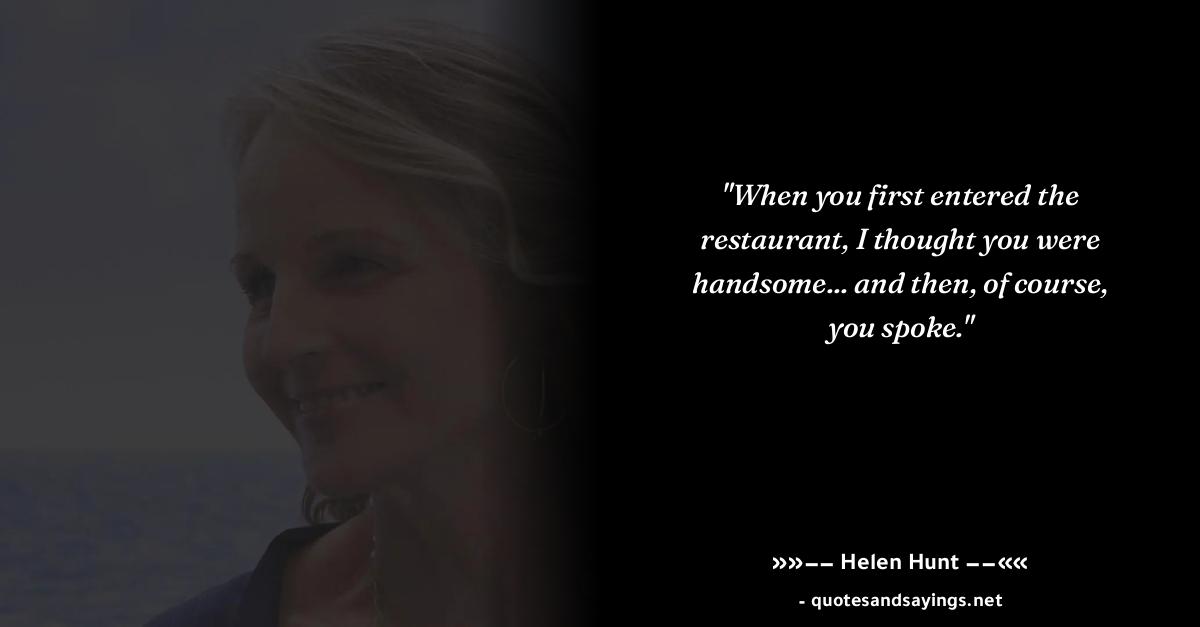 "When you first entered the
restaurant, I thought you were
handsome... and then, of course,
you spoke."
»»–– Helen Hunt ––««
- quotesandsayings.net